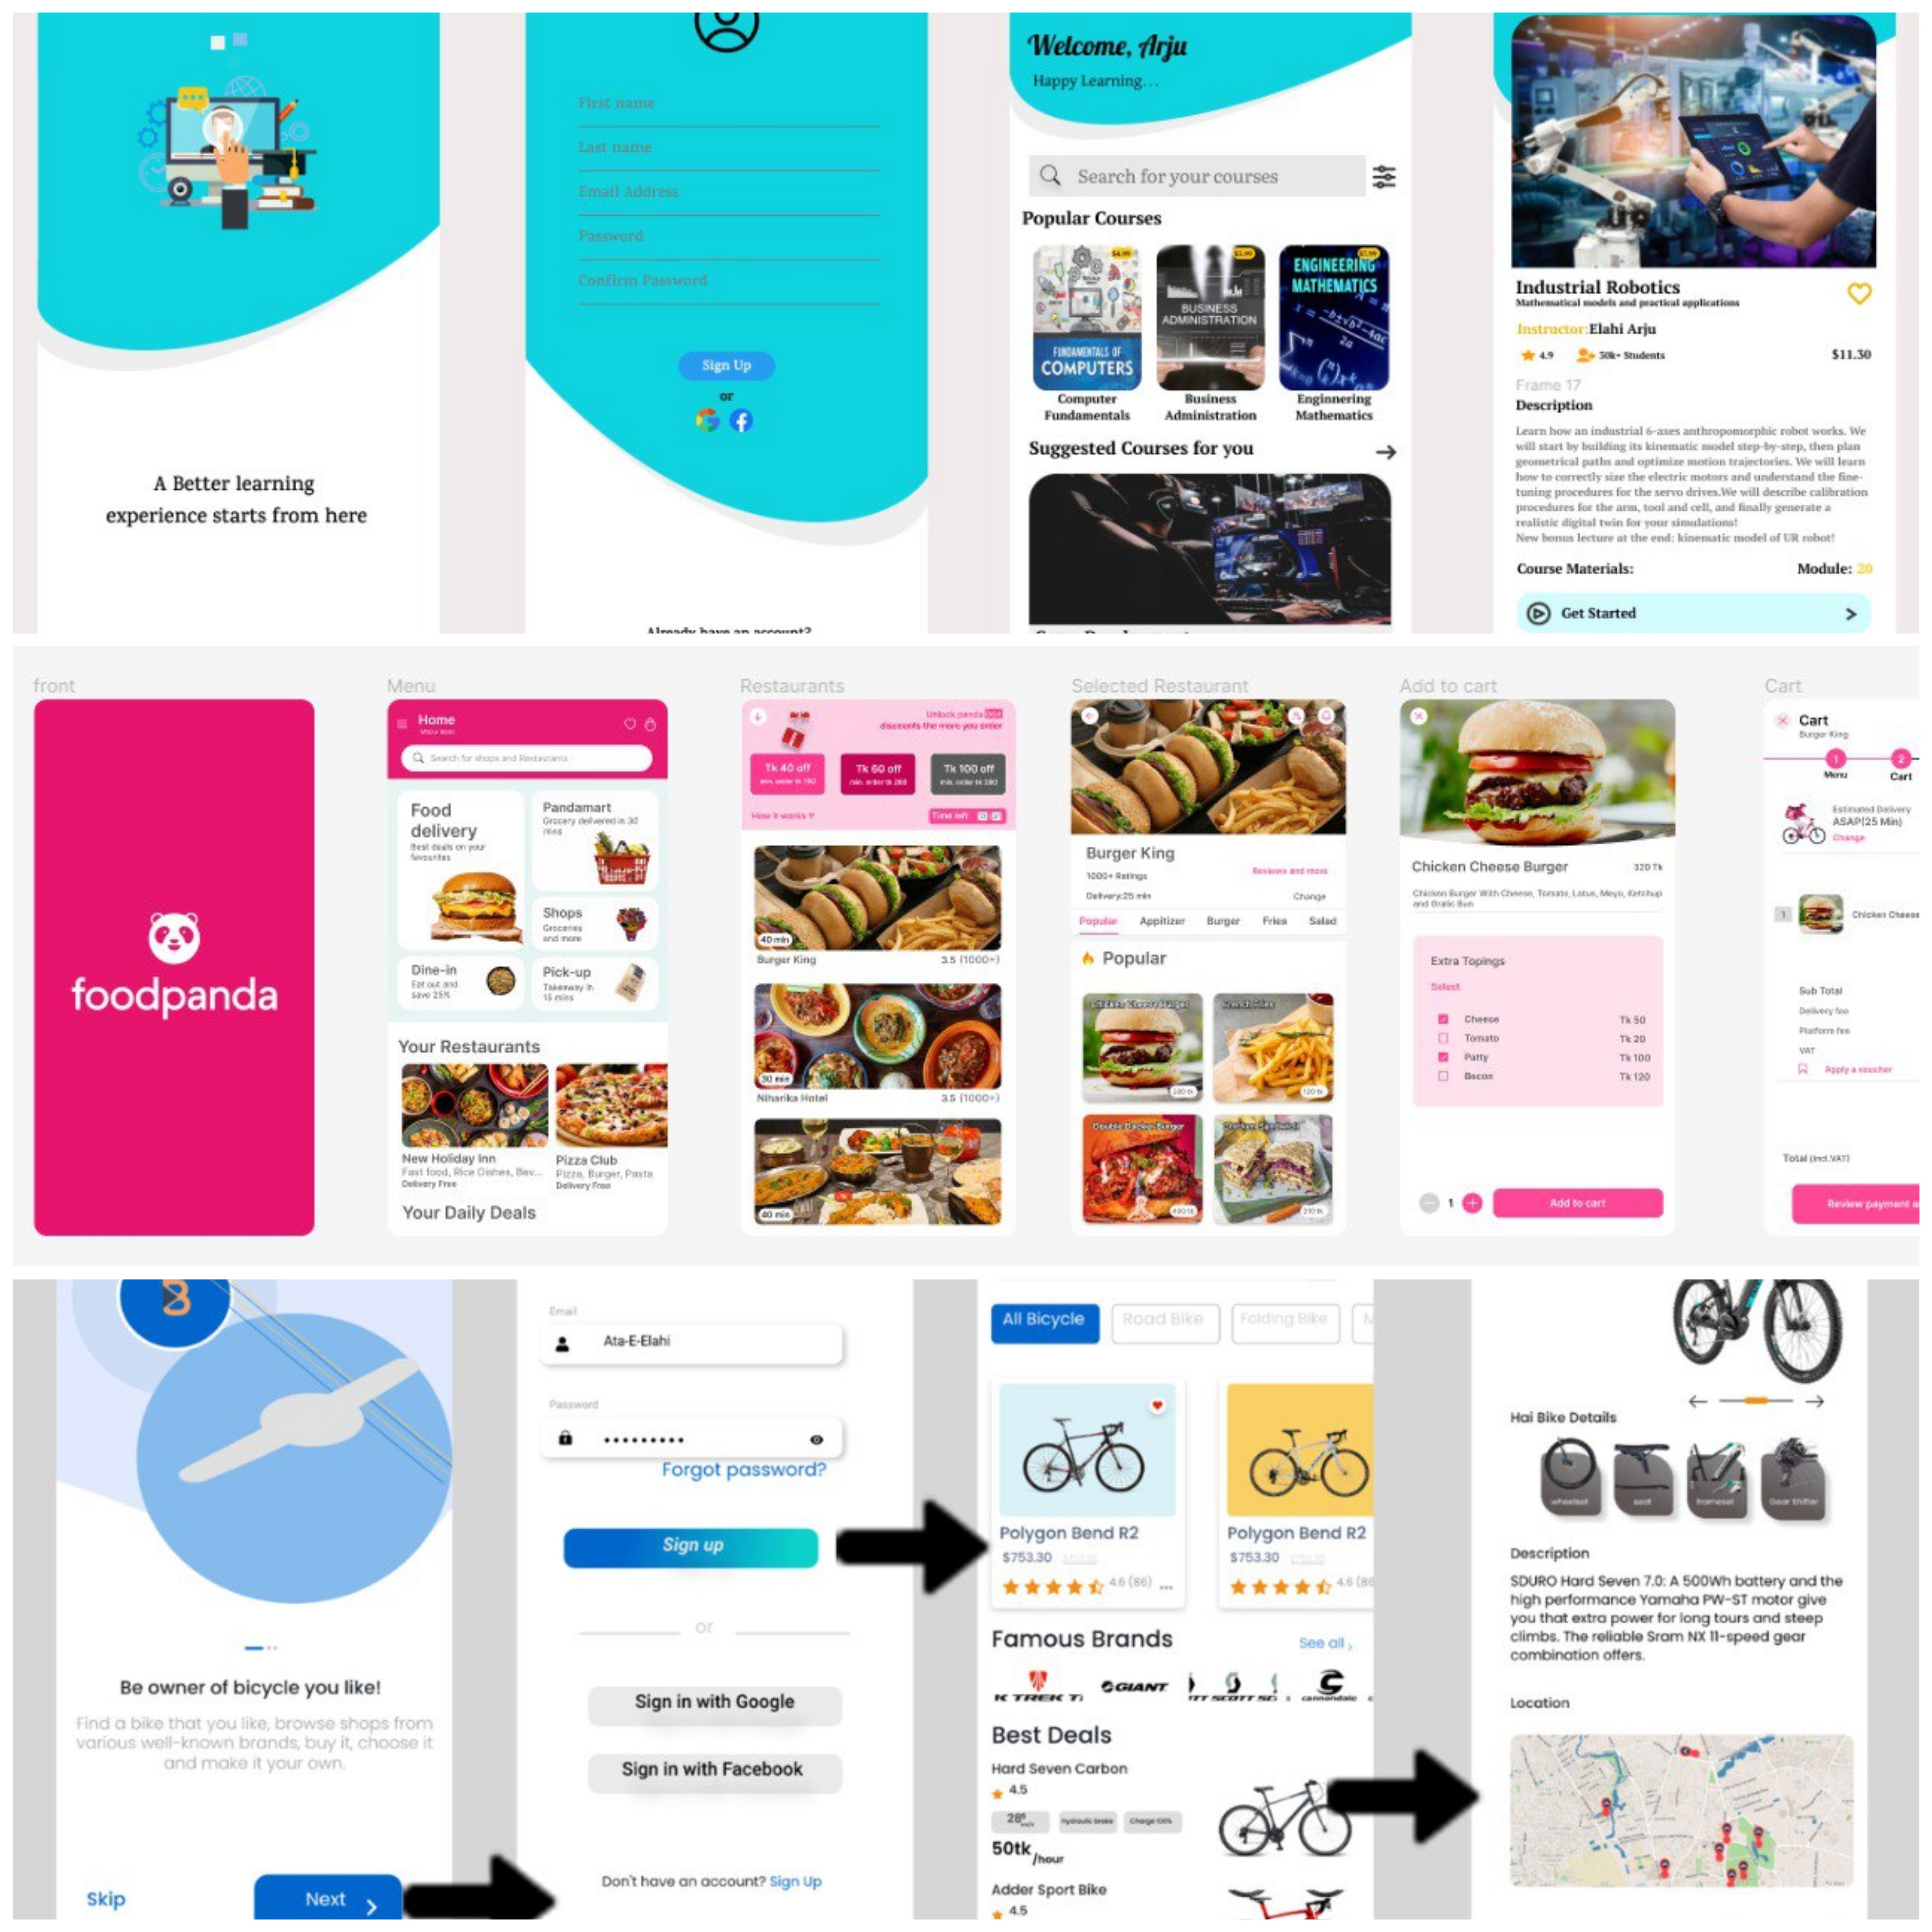 A Better learning
experience starts from here
First name
Last name
Email Address
Password
Confirm Password
Sign Up
or
Already have an account?
Welcome, Arju
Happy Learning...
Search for your courses
Popular Courses
$4.99
FUNDAMENTALS OF
COMPUTERS
Computer
Fundamentals
BUSINESS
ADMINISTRATION
Business
Administration
ENGINEERING
MATHEMATICS
Enginnering
Mathematics
Suggested Courses for you
Industrial Robotics
Mathematical models and practical applications
Instructor:Elahi Arju
4.9
50k+ Students
$11.30
Frame 17
Description
Learn how an industrial 6-axes anthropomorphic robot works. We
will start by building its kinematic model step-by-step, then plan
geometrical paths and optimize motion trajectories. We will learn
how to correctly size the electric motors and understand the fine-
tuning procedures for the servo drives.We will describe calibration
procedures for the arm, tool and cell, and finally generate a
realistic digital twin for your simulations!
New bonus lecture at the end: kinematic model of UR robot!
Course Materials:
Module: 20
Get Started
front
foodpanda
Menu
Home
Search for shops and Restaurants
Food
delivery
Best deals on your
favourites
Pandamart
Grocery delivered in 30
mins
Shops
Groceries
and more
Dine-in
Eat out and
save 25%
Pick-up
Takeaway in
15 mins
Your Restaurants
New Holiday Inn
Fast food, Rice Dishes, Bev...
Delivery Free
Pizza Club
Pizza, Burger, Pasta
Delivery Free
Your Daily Deals
Restaurants
Unlock panda
discounts the more you order
Tk 40 off
Tk 60 off
Tk 100 off
How it works
Time left
40 min
Burger King
3.5 (1000+)
30 min
Niharika Hotel
3.5 (1000+)
40 min
Selected Restaurant
Burger King
1000+ Ratings
Reviews and more
Delivery:25 min
Change
Popular
Appitizer
Burger
Fries
Salad
Popular
Chicken Cheese Burger
French Fries
Double Decker Burger
Chicken Sandwich
Add to cart
Chicken Cheese Burger
320 Tk
Chicken Burger With Cheese, Tomato, Lotus, Meyo, Ketchup
and Gralic Bun
Extra Topings
Select
Cheese
Tk 50
Tomato
Tk 20
Patty
Tk 100
Bacon
Tk 120
1
Add to cart
Cart
Cart
Burger King
1
2
Menu
Cart
Estimated Delivery
ASAP(25 Min)
Change
1
Chicken Cheese
Sub Total
Delivery fee
Platform fee
VAT
Apply a voucher
Total (incl.VAT)
Review payment a
B
Be owner of bicycle you like!
Find a bike that you like, browse shops from
various well-known brands, buy it, choose it
and make it your own.
Skip
Next
Email
Ata-E-Elahi
Password
Forgot password?
Sign up
or
Sign in with Google
Sign in with Facebook
Don't have an account? Sign Up
All Bicycle
Road Bike
Folding Bike
M
Polygon Bend R2
$753.30
4.6 (86)
Polygon Bend R2
$753.30
4.6 (86
Famous Brands
See all
TREK
GIANT
SCOTT
cannondale
Best Deals
Hard Seven Carbon
4.5
hydraulic brake
Charge 100%
50tk /hour
Adder Sport Bike
4.5
Hai Bike Details
wheelset
seat
frameset
Gear Shifter
Description
SDURO Hard Seven 7.0: A 500Wh battery and the
high performance Yamaha PW-ST motor give
you that extra power for long tours and steep
climbs. The reliable Sram NX 11-speed gear
combination offers.
Location